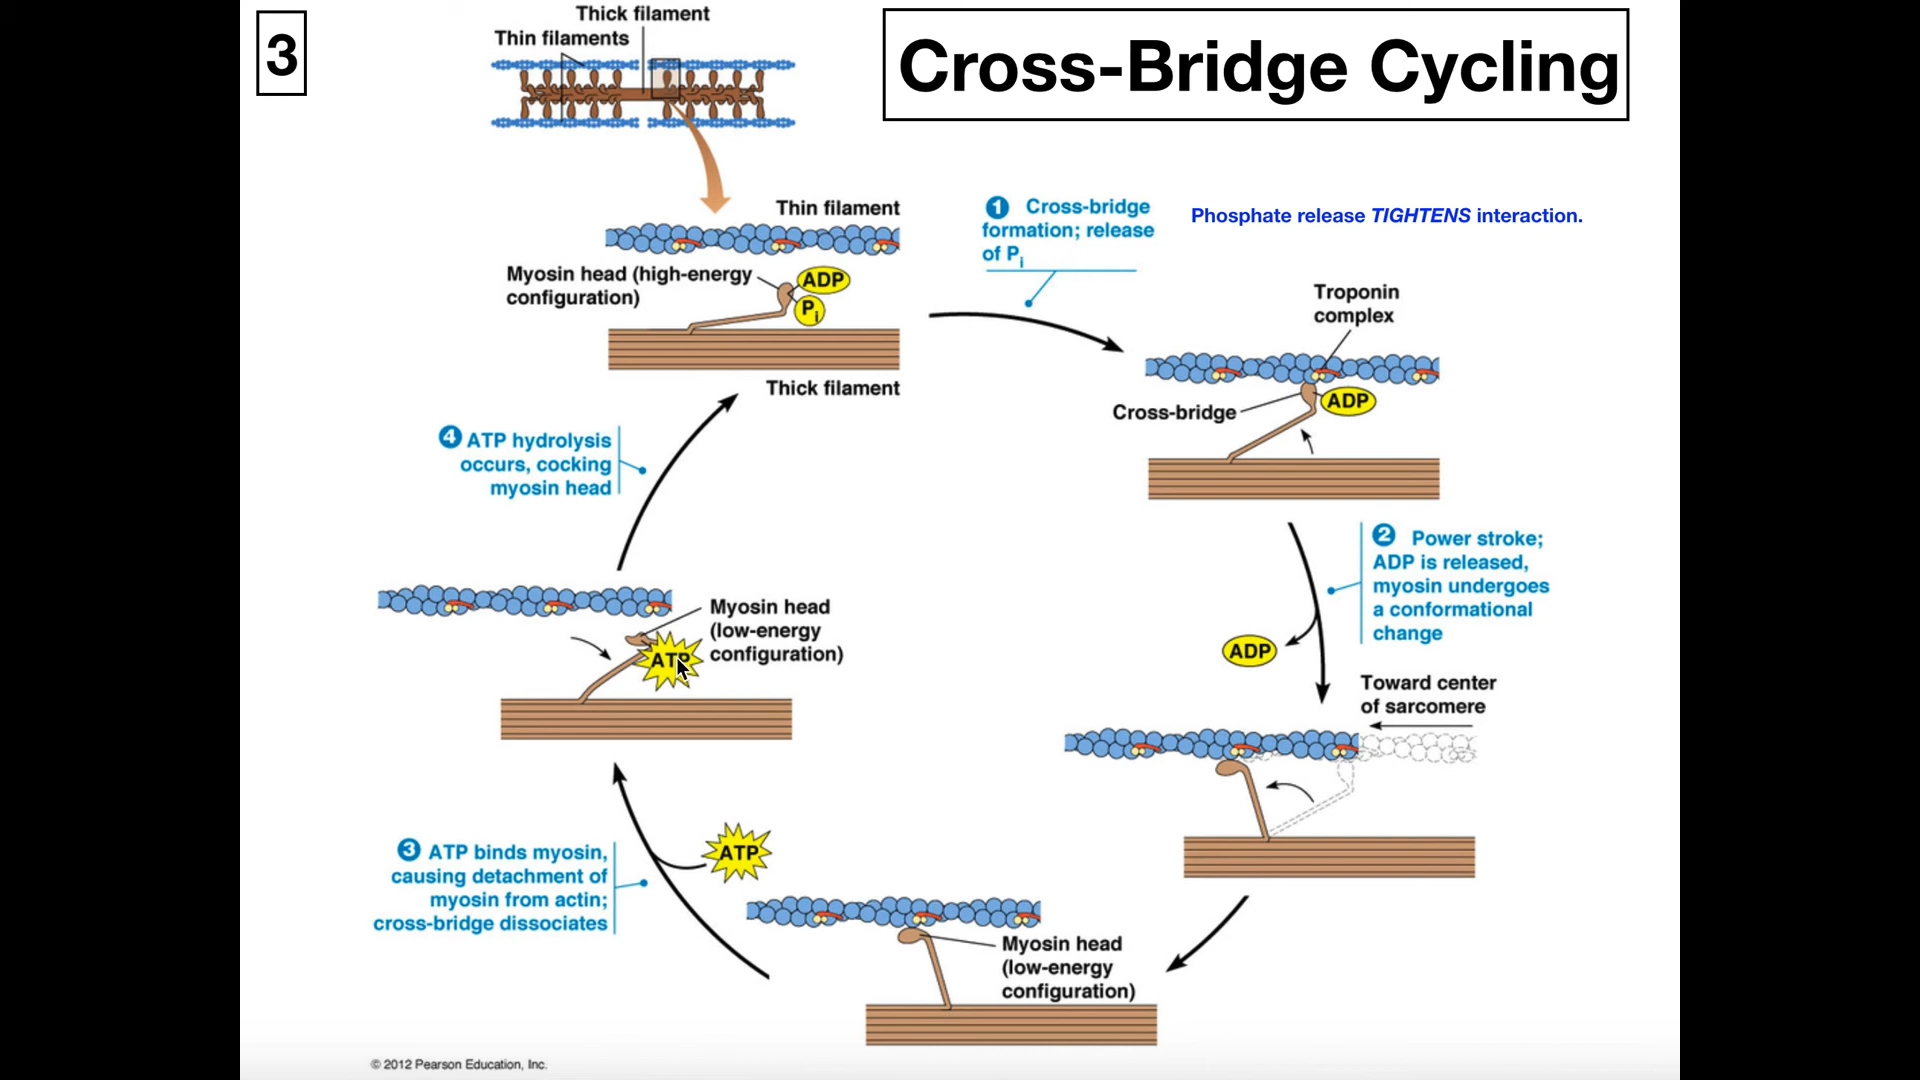 3
Thick filament
Thin filaments
Cross-Bridge Cycling
Thin filament
1 Cross-bridge
formation; release
of Pi
Phosphate release TIGHTENS interaction.
Myosin head (high-energy
configuration)
ADP
Pi
Thick filament
Troponin
complex
Cross-bridge
ADP
4 ATP hydrolysis
occurs, cocking
myosin head
2 Power stroke;
ADP is released,
myosin undergoes
a conformational
change
ADP
Myosin head
(low-energy
configuration)
ATP
Toward center
of sarcomere
3 ATP binds myosin,
causing detachment of
myosin from actin;
cross-bridge dissociates
ATP
Myosin head
(low-energy
configuration)
© 2012 Pearson Education, Inc.